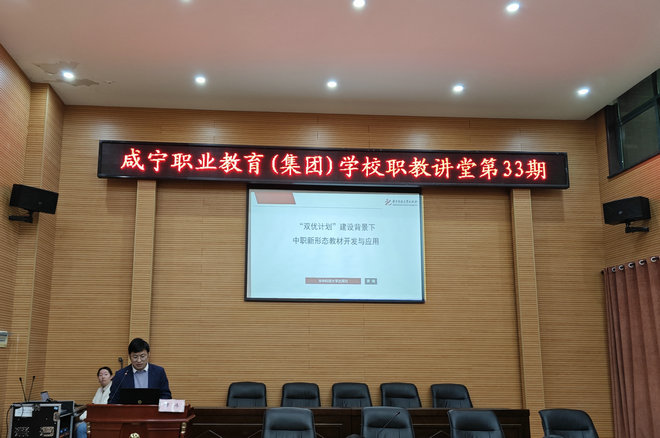 咸宁职业教育(集团)学校职教讲堂第33期
“双优计划”建设背景下
中职新形态教材开发与应用